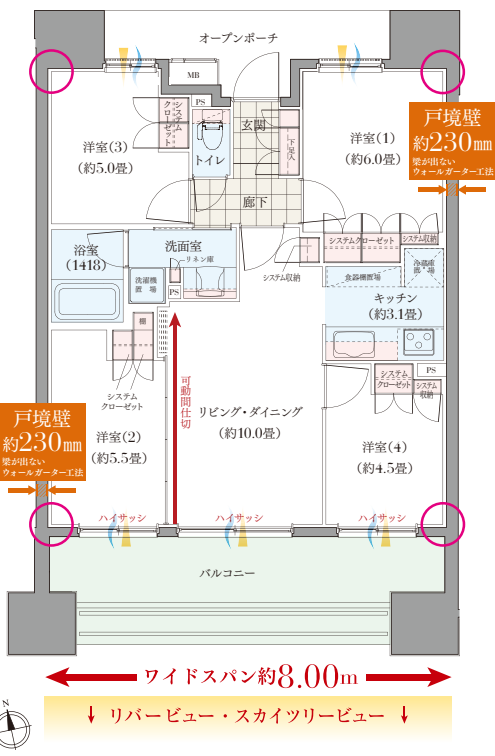 オープンポーチ
MB
PS
玄関
システム
クローゼット
下足入
トイレ
洋室(3)
(約5.0畳)
洋室(1)
(約6.0畳)
戸境壁
約230mm
梁が出ない
ウォールガーター工法
廊下
浴室
(1418)
洗面室
リネン庫
洗濯機
置場
PS
システムクローゼット
システム収納
システム収納
冷蔵庫
置場
食器棚置場
キッチン
(約3.1畳)
棚
システム
クローゼット
可動間仕切
リビング・ダイニング
(約10.0畳)
システム
クローゼット
PS
システム
収納
戸境壁
約230mm
梁が出ない
ウォールガーター工法
洋室(2)
(約5.5畳)
洋室(4)
(約4.5畳)
ハイサッシ
ハイサッシ
ハイサッシ
バルコニー
ワイドスパン約8.00m
N
リバービュー・スカイツリービュー